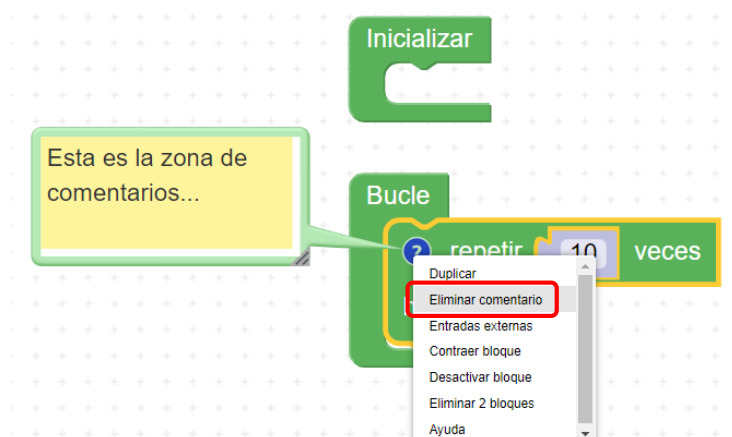 Inicializar
Esta es la zona de
comentarios...
Bucle
? repetir 10 veces
Duplicar
Eliminar comentario
Entradas externas
Contraer bloque
Desactivar bloque
Eliminar 2 bloques
Ayuda